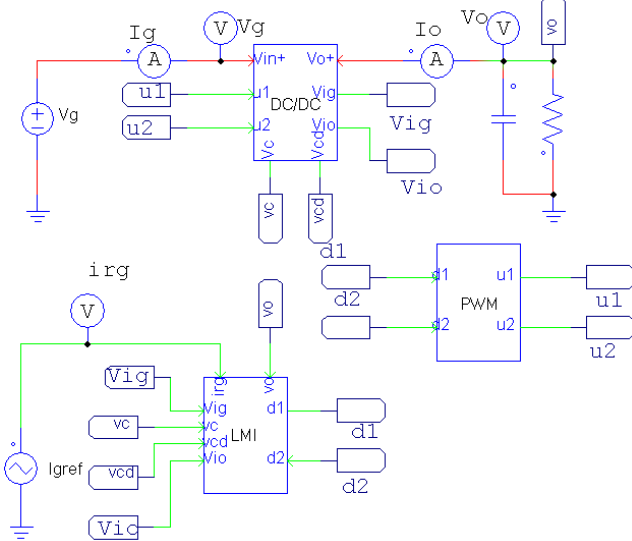 Ig
Vg
Io
Vo
vo
V
V
A
A
Vin+
Vo+
Vg
u1
u1
DC/DC
Vig
Vig
u2
u2
Vio
Vio
Vc
Vcd
vc
vcd
d1
d1
u1
u1
d2
PWM
d2
u2
u2
irg
vo
V
Vig
irg
vo
Vig
d1
d1
vc
vc
LMI
vcd
vcd
Igref
Vio
d2
d2
Vio